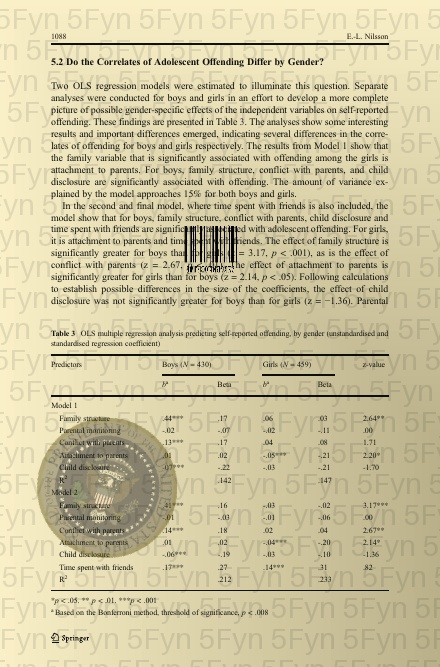 1088 E.-L. Nilsson
5.2 Do the Correlates of Adolescent Offending Differ by Gender?
Two OLS regression models were estimated to illuminate this question. Separate
analyses were conducted for boys and girls in an effort to develop a more complete
picture of possible gender-specific effects of the independent variables on self-reported
offending. These findings are presented in Table 3. The analyses show some interesting
results and important differences emerged, indicating several differences in the corre-
lates of offending for boys and girls respectively. The results from Model 1 show that
the family variable that is significantly associated with offending among the girls is
attachment to parents. For boys, family structure, conflict with parents, and child
disclosure are significantly associated with offending. The amount of variance ex-
plained by the model approaches 15% for both boys and girls.
In the second and final model, where time spent with friends is also included, the
model show that for boys, family structure, conflict with parents, child disclosure and
time spent with friends are significantly associated with adolescent offending. For girls,
it is attachment to parents and time spent with friends. The effect of family structure is
significantly greater for boys than = 3.17, p < .001), as is the effect of
conflict with parents (z = 2.67, the effect of attachment to parents is
significantly greater for girls than for boys (z = 2.14, p < .05). Following calculations
to establish possible differences in the size of the coefficients, the effect of child
disclosure was not significantly greater for boys than for girls (z = −1.36). Parental
Table 3 OLS multiple regression analysis predicting self-reported offending, by gender (unstandardised and
standardised regression coefficient)
Predictors Boys (N = 430) Girls (N = 459) z-value
bª Beta bª Beta
Model 1
Family structure .44*** .17 .06 .03 2.64**
Parental monitoring -.02 -.07 -.02 -.11 .00
Conflict with parents .13*** .17 .04 .08 1.71
Attachment to parents .01 .02 -.05*** -.21 2.20*
Child disclosure -.07*** -.22 -.03 -.21 -1.70
R² .142 .147
Model 2
Family structure .41*** .16 -.03 -.02 3.17***
Parental monitoring -.01 -.03 -.01 -.06 .00
Conflict with parents .14*** .18 .02 .04 2.67**
Attachment to parents .01 .02 -.04*** -.20 2.14*
Child disclosure -.06*** -.19 -.03 -.10 -1.36
Time spent with friends .17*** .27 .14*** .31 .82
R² .212 .233
*p < .05, ** p < .01, ***p < .001
ª Based on the Bonferroni method, threshold of significance, p < .008
Springer
5Fyn